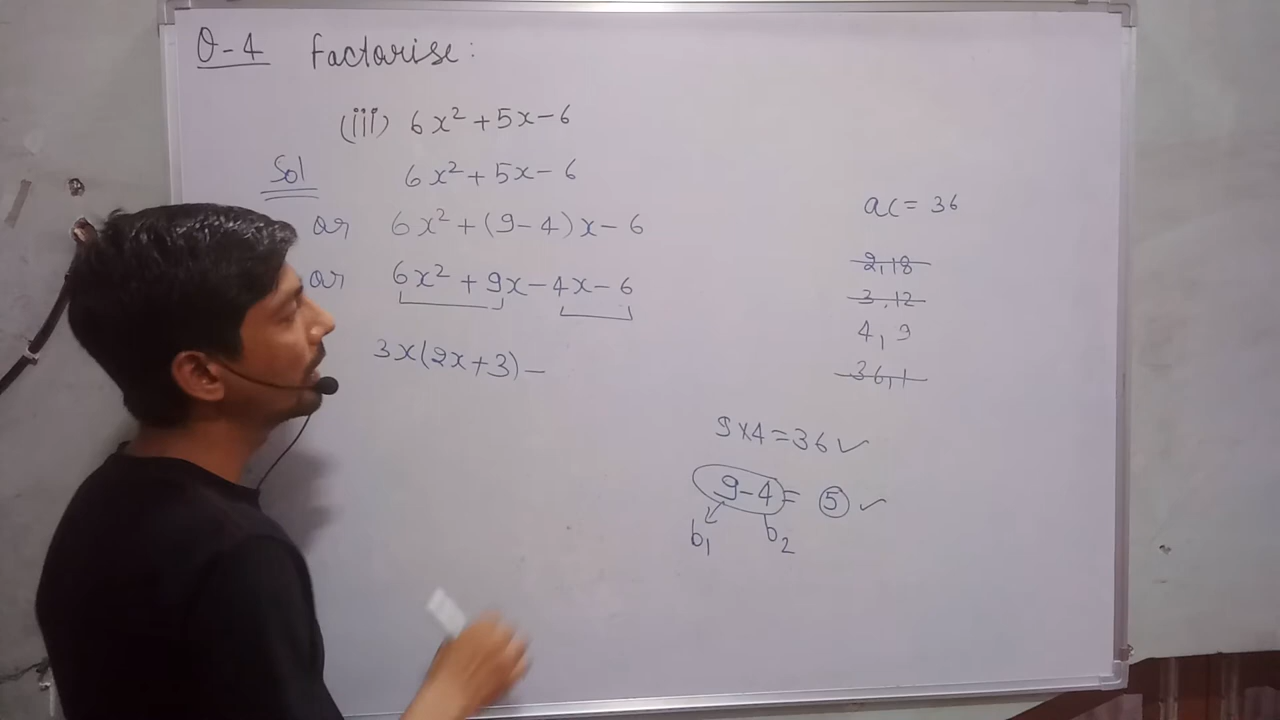 Q-4 Factorise:
(iii) 6x² + 5x - 6
Sol 6x² + 5x - 6
or 6x² + (9-4)x - 6
or 6x² + 9x - 4x - 6
3x(2x+3) -
ac = 36
2,18
3,12
4,9
36,1
9x4 = 36 ✓
9-4 = 5 ✓
b₁ b₂